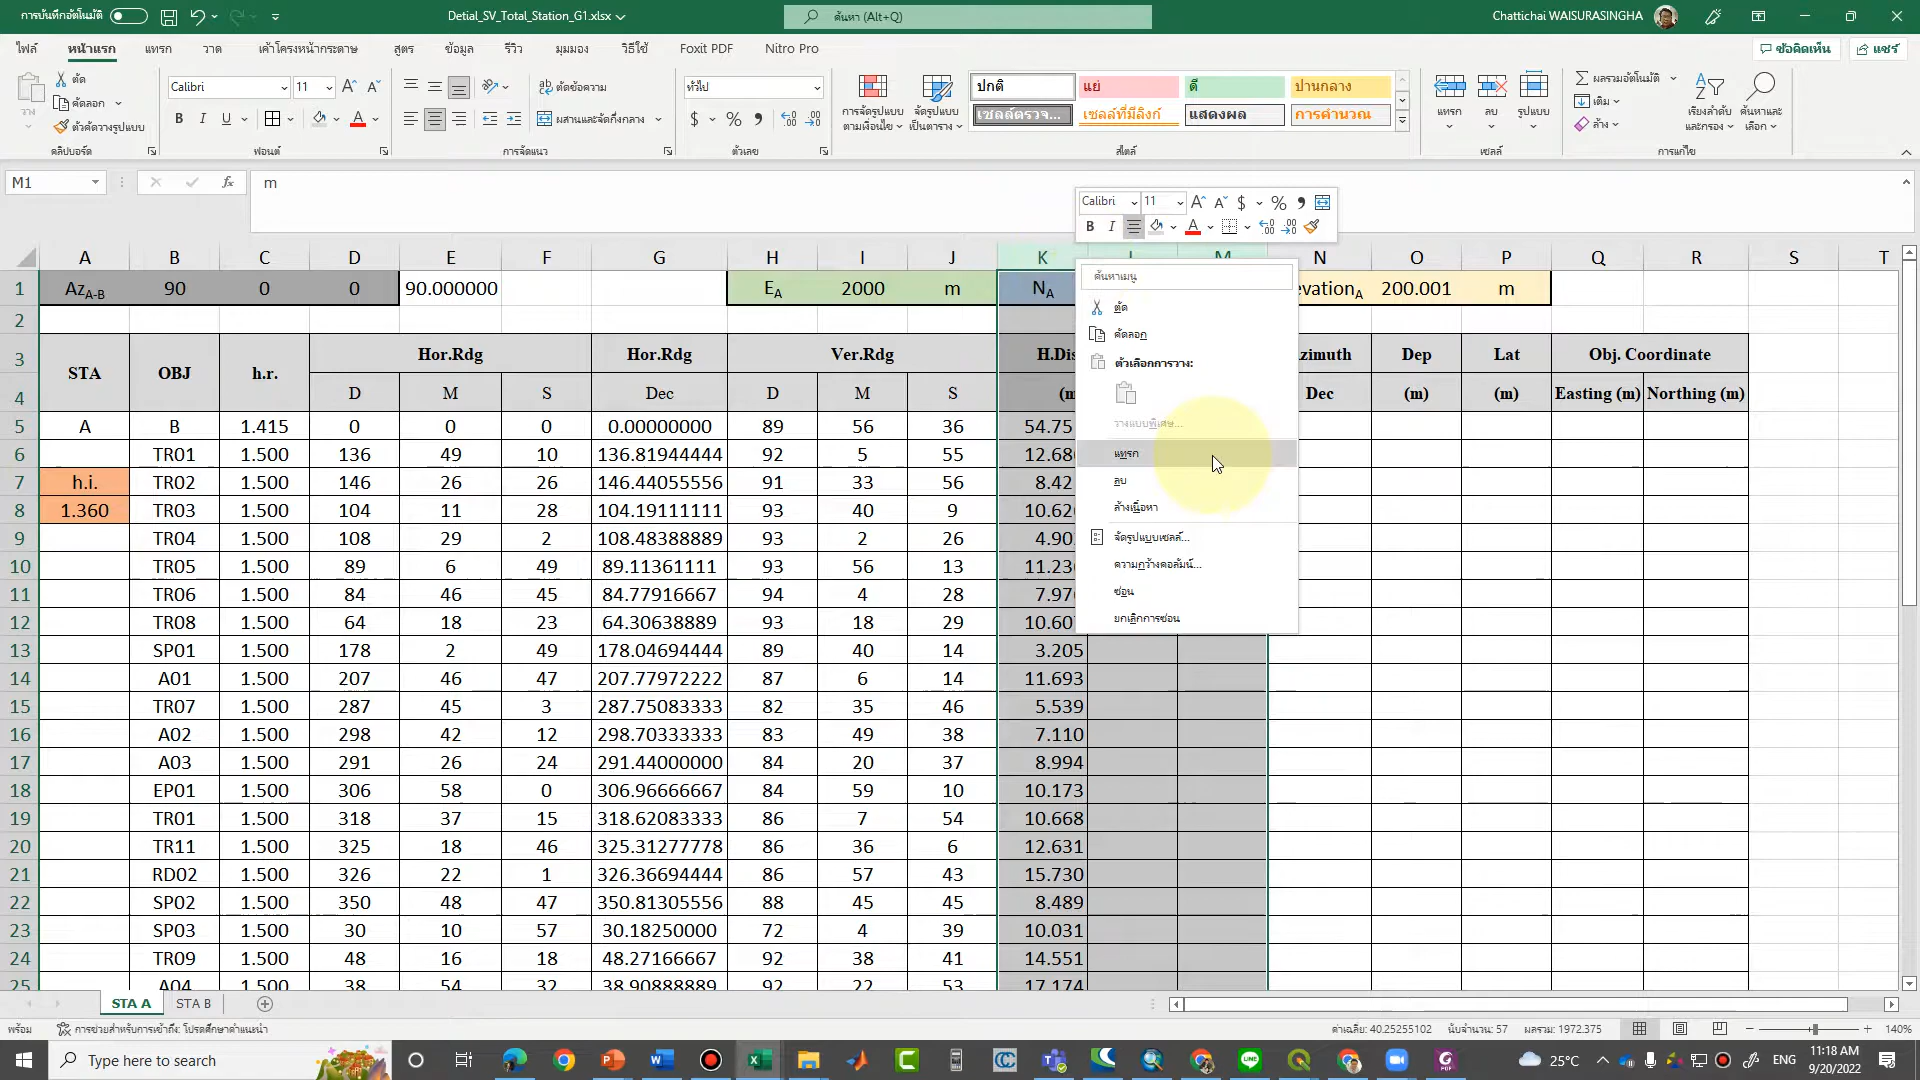 การบันทึกอัตโนมัติ
Detial_SV_Total_Station_G1.xlsx
ค้นหา (Alt+Q)
Chattichai WAISURASINGHA
ไฟล์ หน้าแรก แทรก วาด เค้าโครงหน้ากระดาษ สูตร ข้อมูล รีวิว มุมมอง วิธีใช้ Foxit PDF Nitro Pro
ข้อคิดเห็น แชร์
วาง ตัด คัดลอก ตัวคัดวางรูปแบบ คลิปบอร์ด
Calibri 11 B I U ฟอนต์
ตัดข้อความ ผสานและจัดกึ่งกลาง การจัดแนว
ทั่วไป $ % ตัวเลข
การจัดรูปแบบตามเงื่อนไข จัดรูปแบบเป็นตาราง
ปกติ แย่ ดี ปานกลาง
เซลล์ตรวจ... เซลล์ที่มีลิงก์ แสดงผล การคำนวณ
สไตล์
แทรก ลบ รูปแบบ เซลล์
ผลรวมอัตโนมัติ เติม ล้าง
เรียงลำดับและกรอง ค้นหาและเลือก การแก้ไข
M1 fx m
Calibri 11 $ %
B I A
A B C D E F G H I J K L M N O P Q R S T
1 AzA-B 90 0 0 90.000000 EA 2000 m NA evationA 200.001 m
2
3 STA OBJ h.r. Hor.Rdg Hor.Rdg Ver.Rdg H.Dis zimuth Dep Lat Obj. Coordinate
4 D M S Dec D M S (m Dec (m) (m) Easting (m) Northing (m)
5 A B 1.415 0 0 0 0.00000000 89 56 36 54.75
6 TR01 1.500 136 49 10 136.81944444 92 5 55 12.686
7 h.i. TR02 1.500 146 26 26 146.44055556 91 33 56 8.42
8 1.360 TR03 1.500 104 11 28 104.19111111 93 40 9 10.626
9 TR04 1.500 108 29 2 108.48388889 93 2 26 4.90
10 TR05 1.500 89 6 49 89.11361111 93 56 13 11.236
11 TR06 1.500 84 46 45 84.77916667 94 4 28 7.976
12 TR08 1.500 64 18 23 64.30638889 93 18 29 10.607
13 SP01 1.500 178 2 49 178.04694444 89 40 14 3.205
14 A01 1.500 207 46 47 207.77972222 87 6 14 11.693
15 TR07 1.500 287 45 3 287.75083333 82 35 46 5.539
16 A02 1.500 298 42 12 298.70333333 83 49 38 7.110
17 A03 1.500 291 26 24 291.44000000 84 20 37 8.994
18 EP01 1.500 306 58 0 306.96666667 84 59 10 10.173
19 TR01 1.500 318 37 15 318.62083333 86 7 54 10.668
20 TR11 1.500 325 18 46 325.31277778 86 36 6 12.631
21 RD02 1.500 326 22 1 326.36694444 86 57 43 15.730
22 SP02 1.500 350 48 47 350.81305556 88 45 45 8.489
23 SP03 1.500 30 10 57 30.18250000 72 4 39 10.031
24 TR09 1.500 48 16 18 48.27166667 92 38 41 14.551
25 A04 1.500 38 54 32 38.90888889 92 22 53 17.174
ค้นหาเมนู
ตัด
คัดลอก
ตัวเลือกการวาง:
วางแบบพิเศษ...
แทรก
ลบ
ล้างเนื้อหา
จัดรูปแบบเซลล์...
ความกว้างคอลัมน์...
ซ่อน
ยกเลิกการซ่อน
STA A STA B
พร้อม การช่วยสำหรับการเข้าถึง: โปรดศึกษาคำแนะนำ
ค่าเฉลี่ย: 40.25255102 นับจำนวน: 57 ผลรวม: 1972.375 140%
Type here to search
25°C ENG 11:18 AM
9/20/2022